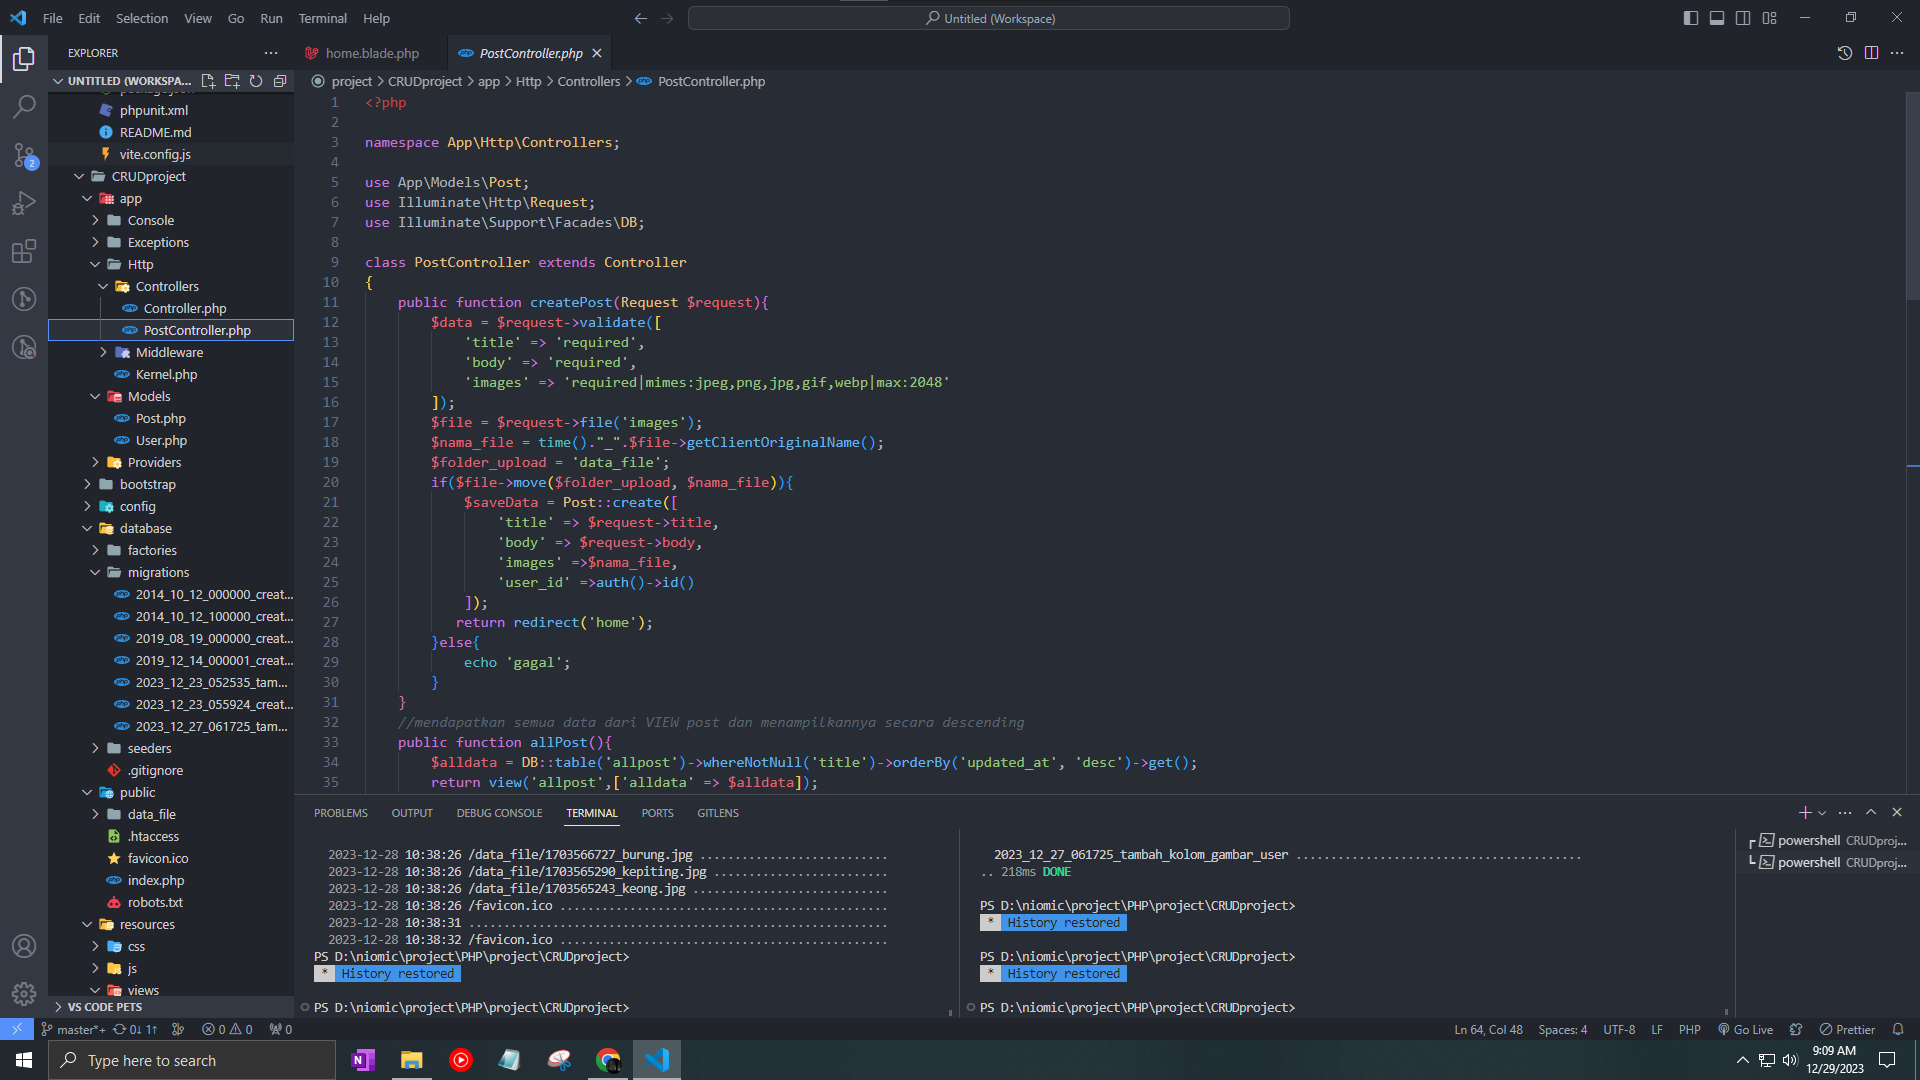 File Edit Selection View Go Run Terminal Help
Untitled (Workspace)
EXPLORER
home.blade.php
PostController.php
UNTITLED (WORKSPA...
project > CRUDproject > app > Http > Controllers > PostController.php
package.json
phpunit.xml
README.md
vite.config.js
CRUDproject
app
Console
Exceptions
Http
Controllers
Controller.php
PostController.php
Middleware
Kernel.php
Models
Post.php
User.php
Providers
bootstrap
config
database
factories
migrations
2014_10_12_000000_creat...
2014_10_12_100000_creat...
2019_08_19_000000_creat...
2019_12_14_000001_creat...
2023_12_23_052535_tam...
2023_12_23_055924_creat...
2023_12_27_061725_tam...
seeders
.gitignore
public
data_file
.htaccess
favicon.ico
index.php
robots.txt
resources
css
js
views
VS CODE PETS
2
1 <?php
2
3 namespace App\Http\Controllers;
4
5 use App\Models\Post;
6 use Illuminate\Http\Request;
7 use Illuminate\Support\Facades\DB;
8
9 class PostController extends Controller
10 {
11 public function createPost(Request $request){
12 $data = $request->validate([
13 'title' => 'required',
14 'body' => 'required',
15 'images' => 'required|mimes:jpeg,png,jpg,gif,webp|max:2048'
16 ]);
17 $file = $request->file('images');
18 $nama_file = time()."_".$file->getClientOriginalName();
19 $folder_upload = 'data_file';
20 if($file->move($folder_upload, $nama_file)){
21 $saveData = Post::create([
22 'title' => $request->title,
23 'body' => $request->body,
24 'images' =>$nama_file,
25 'user_id' =>auth()->id()
26 ]);
27 return redirect('home');
28 }else{
29 echo 'gagal';
30 }
31 }
32 //mendapatkan semua data dari VIEW post dan menampilkannya secara descending
33 public function allPost(){
34 $alldata = DB::table('allpost')->whereNotNull('title')->orderBy('updated_at', 'desc')->get();
35 return view('allpost',['alldata' => $alldata]);
PROBLEMS OUTPUT DEBUG CONSOLE TERMINAL PORTS GITLENS
2023-12-28 10:38:26 /data_file/1703566727_burung.jpg ...........................
2023-12-28 10:38:26 /data_file/1703565290_kepiting.jpg .........................
2023-12-28 10:38:26 /data_file/1703565243_keong.jpg ............................
2023-12-28 10:38:26 /favicon.ico ............................................
2023-12-28 10:38:31 .......................................................
2023-12-28 10:38:32 /favicon.ico ............................................
PS D:\niomic\project\PHP\project\CRUDproject>
* History restored
PS D:\niomic\project\PHP\project\CRUDproject>
2023_12_27_061725_tambah_kolom_gambar_user .......................................
.. 218ms DONE
PS D:\niomic\project\PHP\project\CRUDproject>
* History restored
PS D:\niomic\project\PHP\project\CRUDproject>
* History restored
PS D:\niomic\project\PHP\project\CRUDproject>
powershell CRUDproj...
powershell CRUDproj...
master*+ 0↓ 1↑ 0 0 0
Ln 64, Col 48 Spaces: 4 UTF-8 LF PHP Go Live Prettier
Type here to search
9:09 AM
12/29/2023